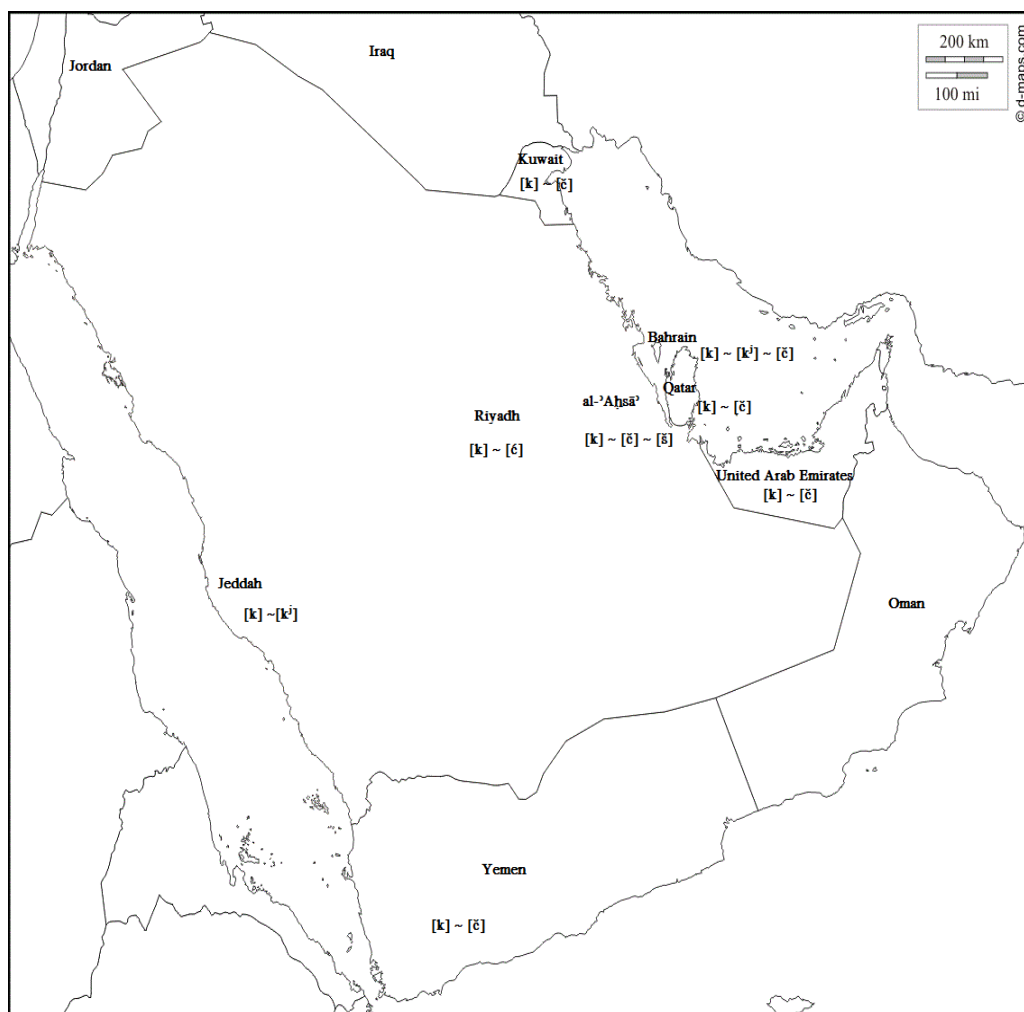 Iraq
Jordan
200 km
100 mi
© d-maps.com
Kuwait
[k] ~ [č]
Bahrain
[k] ~ [kʲ] ~ [č]
Qatar
[k] ~ [č]
al-ʾAḥsāʾ
[k] ~ [č] ~ [š]
Riyadh
[k] ~ [ć]
United Arab Emirates
[k] ~ [č]
Jeddah
[k] ~[kʲ]
Oman
Yemen
[k] ~ [č]